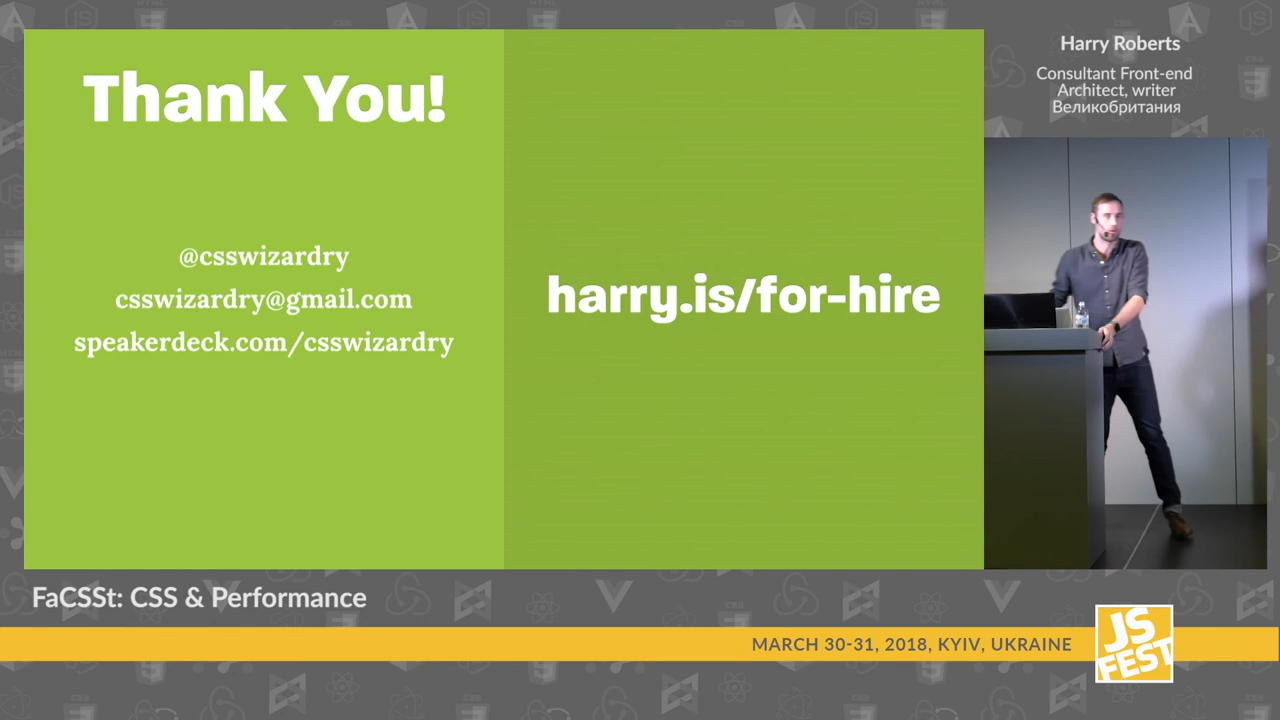 Thank You!
@csswizardry
csswizardry@gmail.com
speakerdeck.com/csswizardry
harry.is/for-hire
Harry Roberts
Consultant Front-end
Architect, writer
Великобритания
FaCSSt: CSS & Performance
MARCH 30-31, 2018, KYIV, UKRAINE
JS
FEST